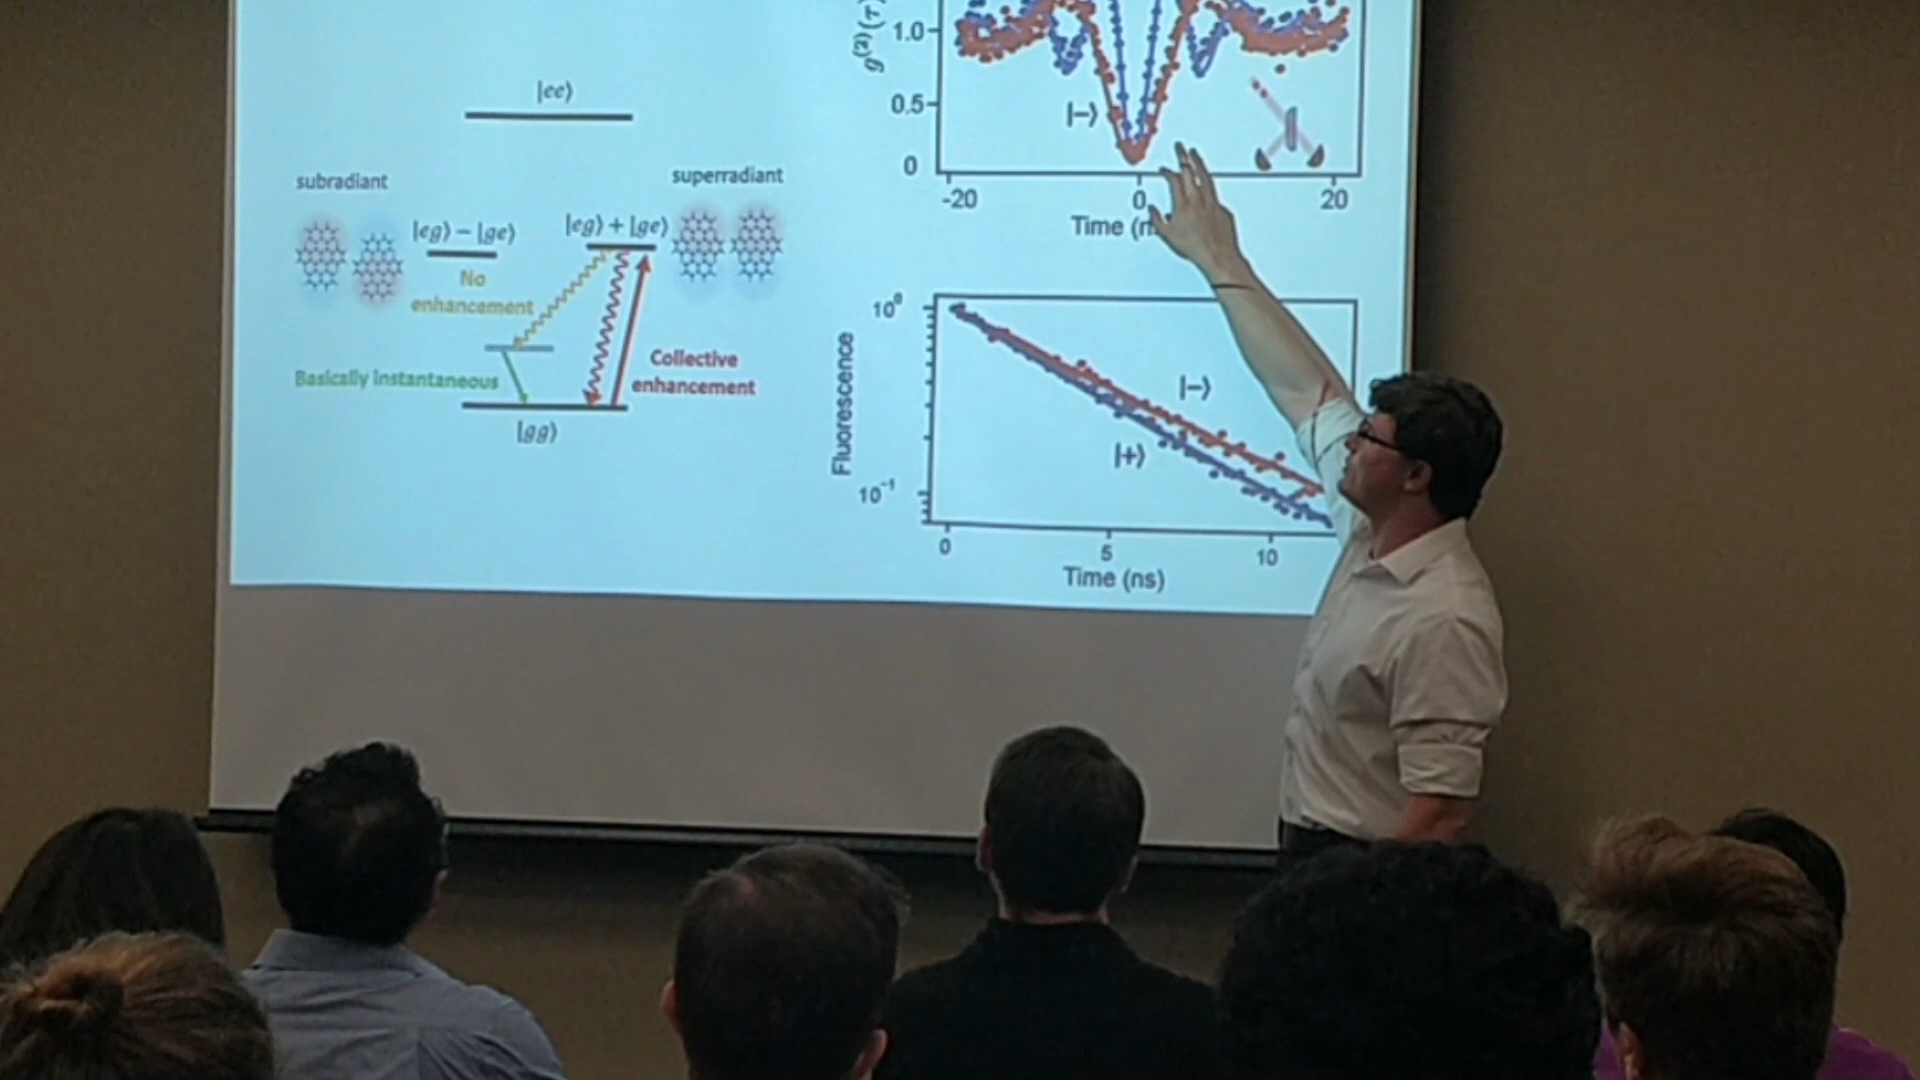 |ee⟩
subradiant
superradiant
|eg⟩ − |ge⟩
|eg⟩ + |ge⟩
No
enhancement
Basically instantaneous
Collective
enhancement
|gg⟩
g⁽²⁾(τ)
1.0
0.5
0
|−⟩
-20
0
20
Time
Fluorescence
10⁰
10⁻¹
|−⟩
|+⟩
0
5
10
Time (ns)